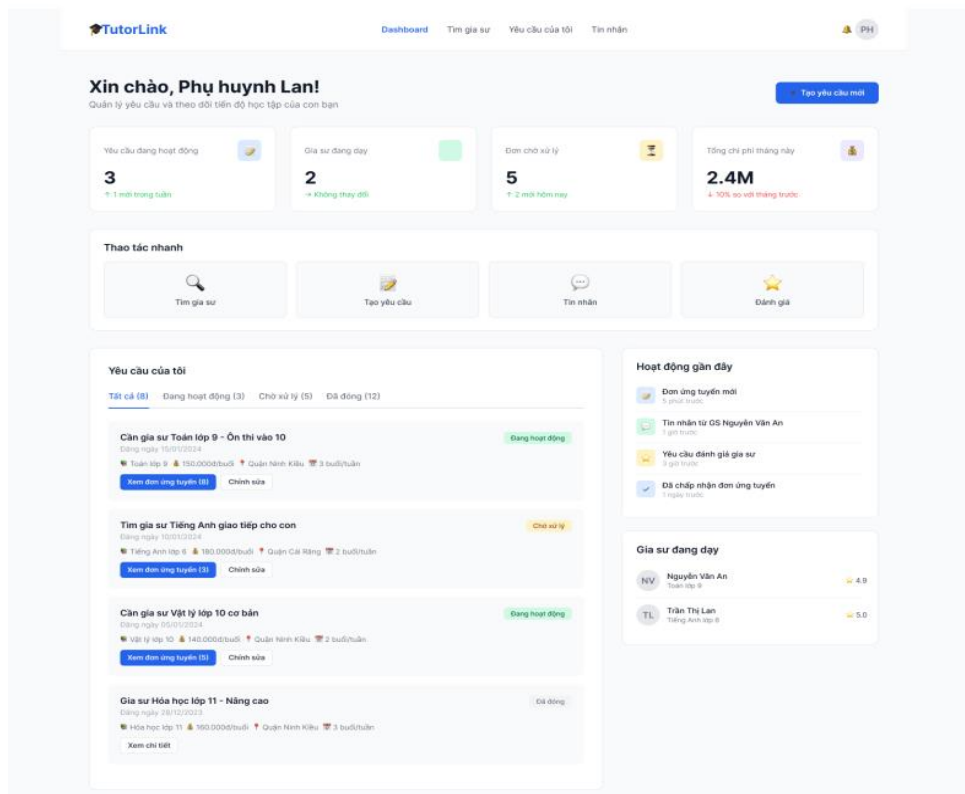 TutorLink
Dashboard Tìm gia sư Yêu cầu của tôi Tin nhắn
PH
Xin chào, Phụ huynh Lan!
Quản lý yêu cầu và theo dõi tiến độ học tập của con bạn
Tạo yêu cầu mới
Yêu cầu đang hoạt động
3
↑ 1 mới trong tuần
Gia sư đang dạy
2
→ Không thay đổi
Đơn chờ xử lý
5
↑ 2 mới hôm nay
Tổng chi phí tháng này
2.4M
↓ 10% so với tháng trước
Thao tác nhanh
Tìm gia sư
Tạo yêu cầu
Tin nhắn
Đánh giá
Yêu cầu của tôi
Tất cả (8) Đang hoạt động (3) Chờ xử lý (5) Đã đóng (12)
Cần gia sư Toán lớp 9 - Ôn thi vào 10
Đang hoạt động
Đăng ngày 15/01/2024
Toán lớp 9 150.000đ/buổi Quận Ninh Kiều 3 buổi/tuần
Xem đơn ứng tuyển (8) Chỉnh sửa
Tìm gia sư Tiếng Anh giao tiếp cho con
Chờ xử lý
Đăng ngày 10/01/2024
Tiếng Anh lớp 6 180.000đ/buổi Quận Cái Răng 2 buổi/tuần
Xem đơn ứng tuyển (3) Chỉnh sửa
Cần gia sư Vật lý lớp 10 cơ bản
Đang hoạt động
Đăng ngày 05/01/2024
Vật lý lớp 10 140.000đ/buổi Quận Ninh Kiều 2 buổi/tuần
Xem đơn ứng tuyển (5) Chỉnh sửa
Gia sư Hóa học lớp 11 - Nâng cao
Đã đóng
Đăng ngày 28/12/2023
Hóa học lớp 11 160.000đ/buổi Quận Ninh Kiều 3 buổi/tuần
Xem chi tiết
Hoạt động gần đây
Đơn ứng tuyển mới
5 phút trước
Tin nhắn từ GS Nguyễn Văn An
1 giờ trước
Yêu cầu đánh giá gia sư
3 giờ trước
Đã chấp nhận đơn ứng tuyển
1 ngày trước
Gia sư đang dạy
NV
Nguyễn Văn An
Toán lớp 9
4.9
TL
Trần Thị Lan
Tiếng Anh lớp 6
5.0